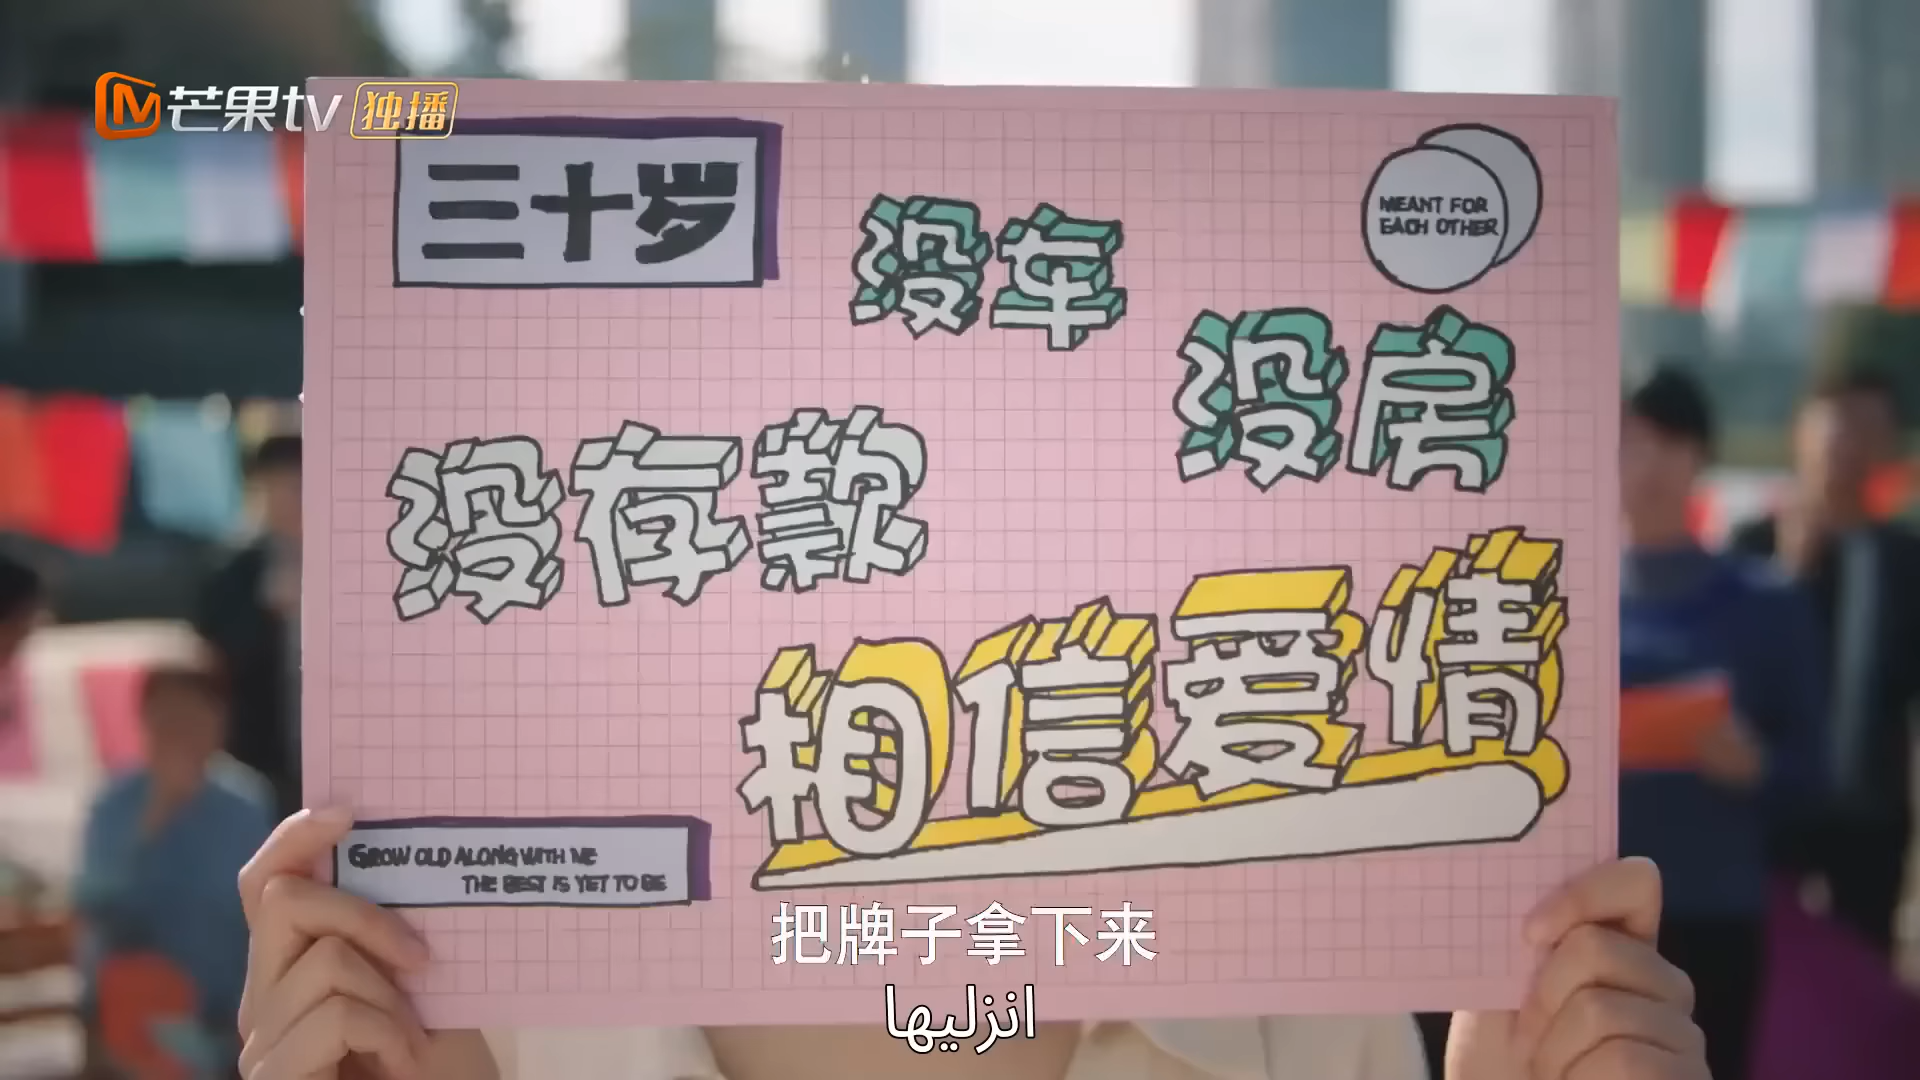 芒果tv 独播
三十岁
没车
MEANT FOR
EACH OTHER
没房
没存款
相信爱情
GROW OLD ALONG WITH ME
THE BEST IS YET TO BE
把牌子拿下来
انزليها